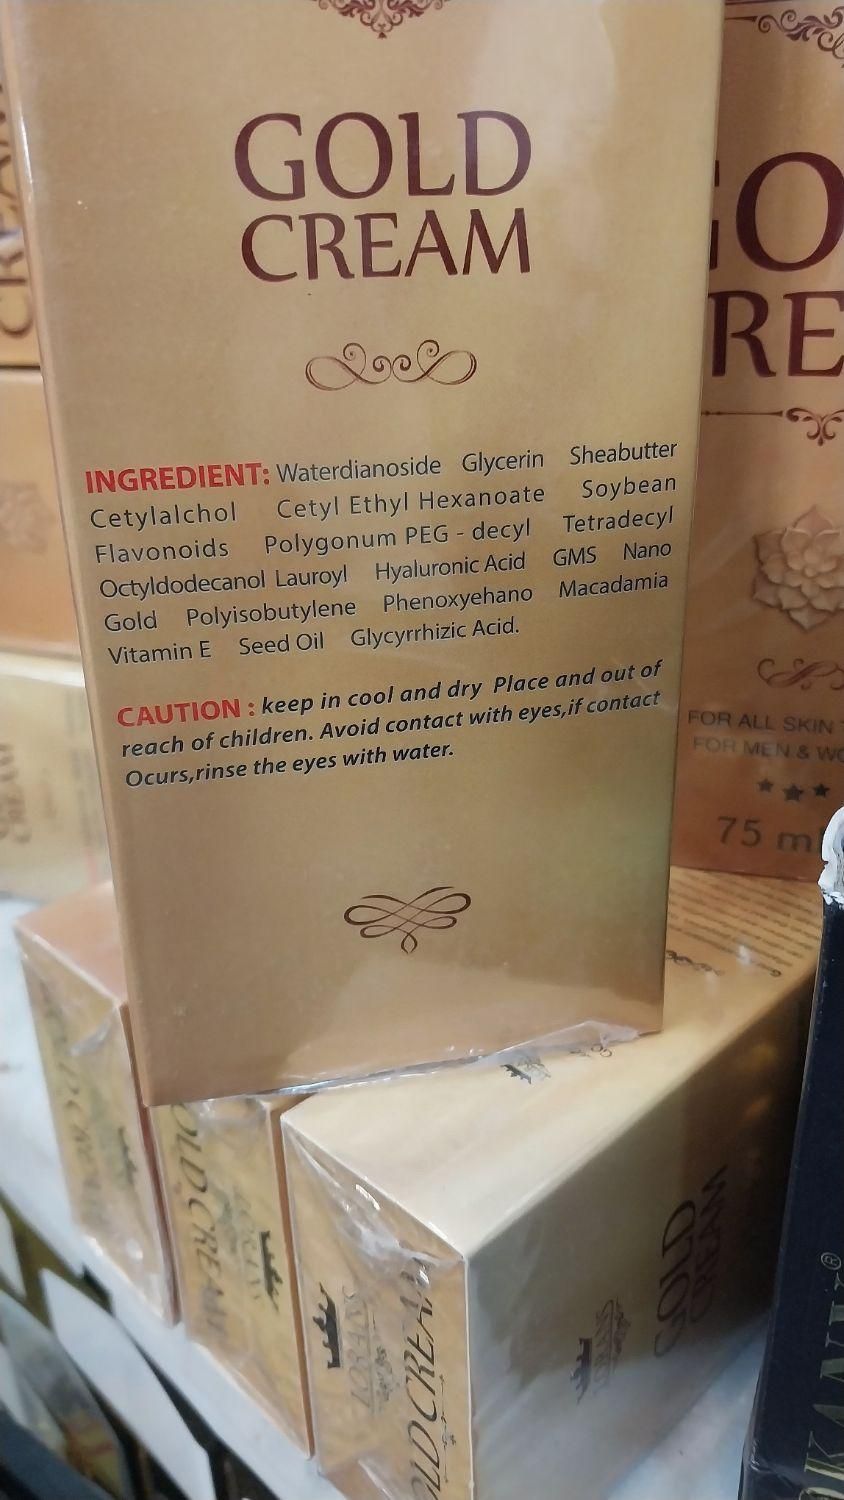 GOLD
CREAM
INGREDIENT: Waterdianoside Glycerin Sheabutter
Cetylalchol Cetyl Ethyl Hexanoate Soybean
Flavonoids Polygonum PEG - decyl Tetradecyl
Octyldodecanol Lauroyl Hyaluronic Acid GMS Nano
Gold Polyisobutylene Phenoxyehano Macadamia
Vitamin E Seed Oil Glycyrrhizic Acid.
CAUTION : keep in cool and dry Place and out of
reach of children. Avoid contact with eyes,if contact
Ocurs,rinse the eyes with water.
GO
RE
FOR ALL SKIN
FOR MEN & WO
75 ml
GOLD CREAM
GOLD CREAM
GOLD
CREAM